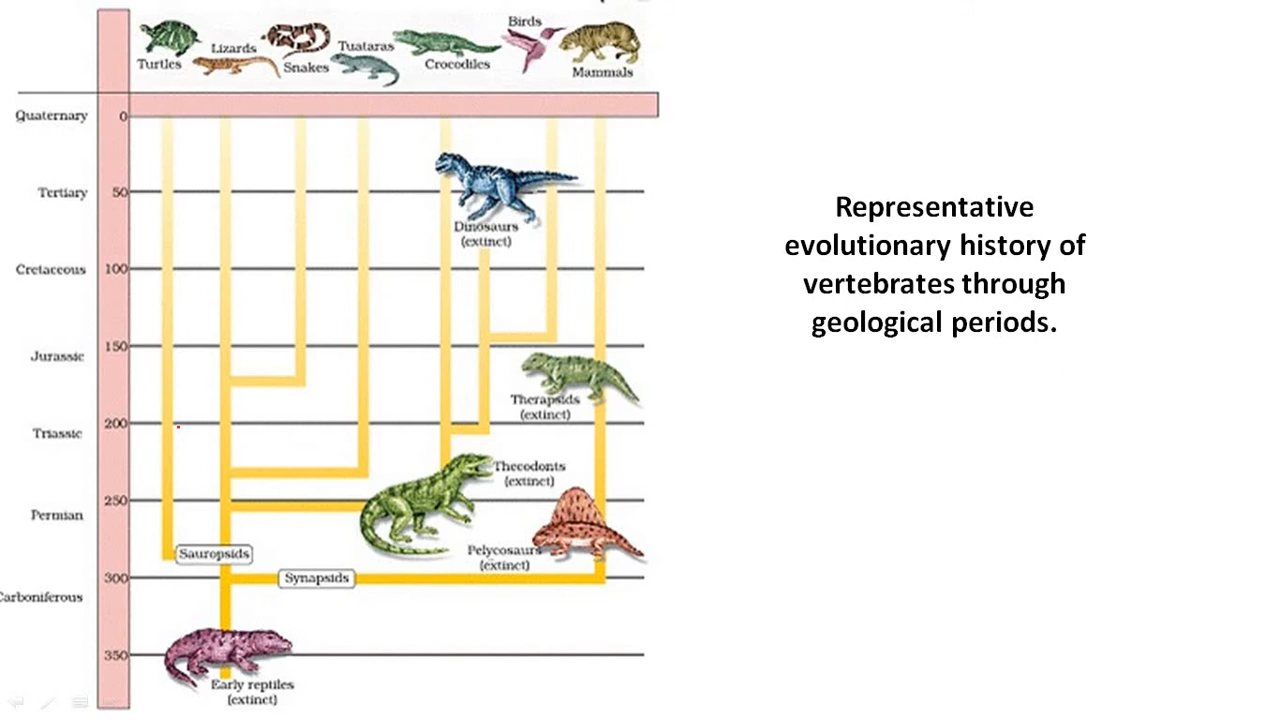 Birds
Lizards
Tuataras
Turtles
Snakes
Crocodiles
Mammals
Quaternary 0
Tertiary 50
Dinosaurs
(extinct)
Cretaceous 100
150
Jurassic
Therapsids
(extinct)
200
Triassic
Thecodonts
(extinct)
250
Permian
Sauropsids
Pelycosaurs
(extinct)
300
Synapsids
Carboniferous
350
Early reptiles
(extinct)
Representative
evolutionary history of
vertebrates through
geological periods.